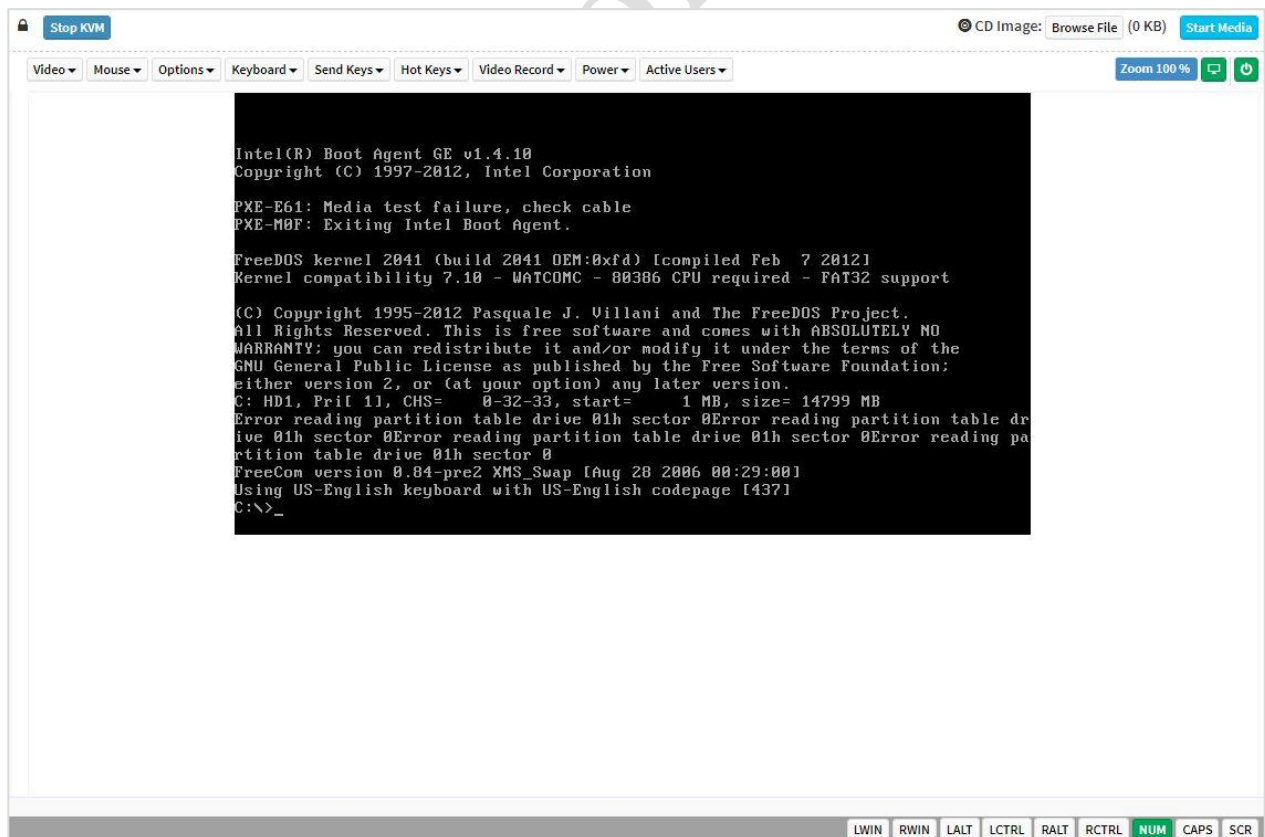 Stop KVM
CD Image: Browse File (0 KB) Start Media
Video Mouse Options Keyboard Send Keys Hot Keys Video Record Power Active Users Zoom 100 %
Intel(R) Boot Agent GE v1.4.10
Copyright (C) 1997-2012, Intel Corporation
PXE-E61: Media test failure, check cable
PXE-M0F: Exiting Intel Boot Agent.
FreeDOS kernel 2041 (build 2041 OEM:0xfd) [compiled Feb  7 2012]
Kernel compatibility 7.10 - WATCOMC - 80386 CPU required - FAT32 support
(C) Copyright 1995-2012 Pasquale J. Villani and The FreeDOS Project.
All Rights Reserved. This is free software and comes with ABSOLUTELY NO
WARRANTY; you can redistribute it and/or modify it under the terms of the
GNU General Public License as published by the Free Software Foundation;
either version 2, or (at your option) any later version.
C: HD1, Pri[ 1], CHS=    0-32-33, start=     1 MB, size= 14799 MB
Error reading partition table drive 01h sector 0Error reading partition table dr
ive 01h sector 0Error reading partition table drive 01h sector 0Error reading pa
rtition table drive 01h sector 0
FreeCom version 0.84-pre2 XMS_Swap [Aug 28 2006 00:29:00]
Using US-English keyboard with US-English codepage [437]
C:\>_
LWIN RWIN LALT LCTRL RALT RCTRL NUM CAPS SCR